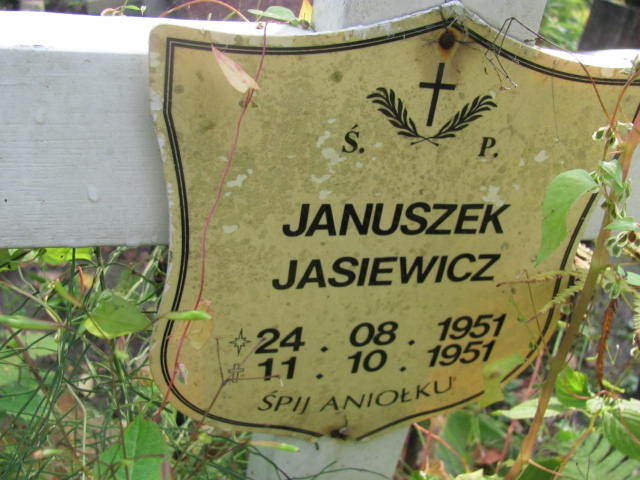 Ś. P.
JANUSZEK
JASIEWICZ
24 . 08 . 1951
11 . 10 . 1951
ŚPIJ ANIOŁKU